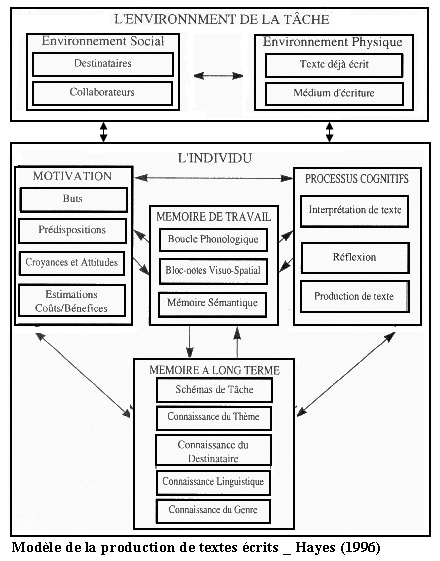 L'ENVIRONNMENT DE LA TÂCHE
Environnement Social
Environnement Physique
Destinataires
Collaborateurs
Texte déjà écrit
Médium d'écriture
L'INDIVIDU
MOTIVATION
Buts
Prédispositions
Croyances et Attitudes
Estimations
Coûts/Bénefices
MEMOIRE DE TRAVAIL
Boucle Phonologique
Bloc-notes Visuo-Spatial
Mémoire Sémantique
PROCESSUS COGNITIFS
Interprétation de texte
Réflexion
Production de texte
MEMOIRE A LONG TERME
Schémas de Tâche
Connaissance du Thème
Connaissance du
Destinataire
Connaissance Linguistique
Connaissance du Genre
Modèle de la production de textes écrits _ Hayes (1996)